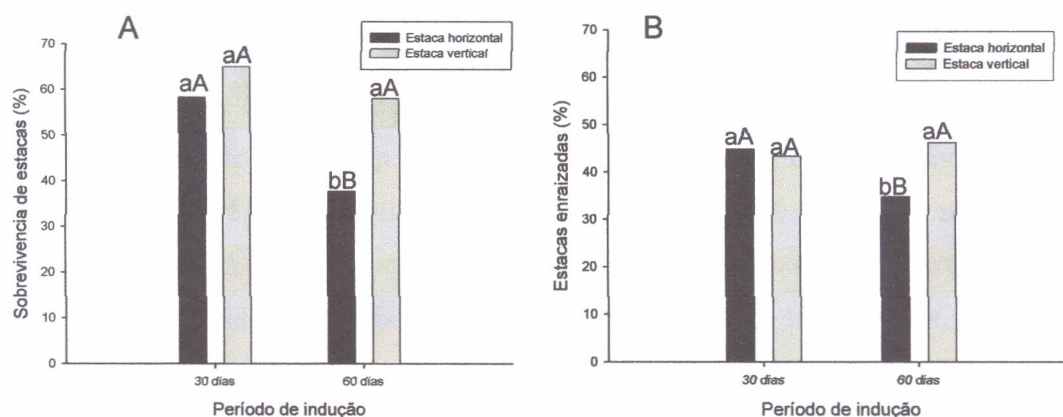 A
Estaca horizontal
Estaca vertical
Sobrevivencia de estacas (%)
70
60
50
40
30
20
10
0
aA
aA
bB
aA
30 dias
60 dias
Período de indução
B
Estaca horizontal
Estaca vertical
Estacas enraizadas (%)
70
60
50
40
30
20
10
0
aA
aA
bB
aA
30 dias
60 dias
Período de indução